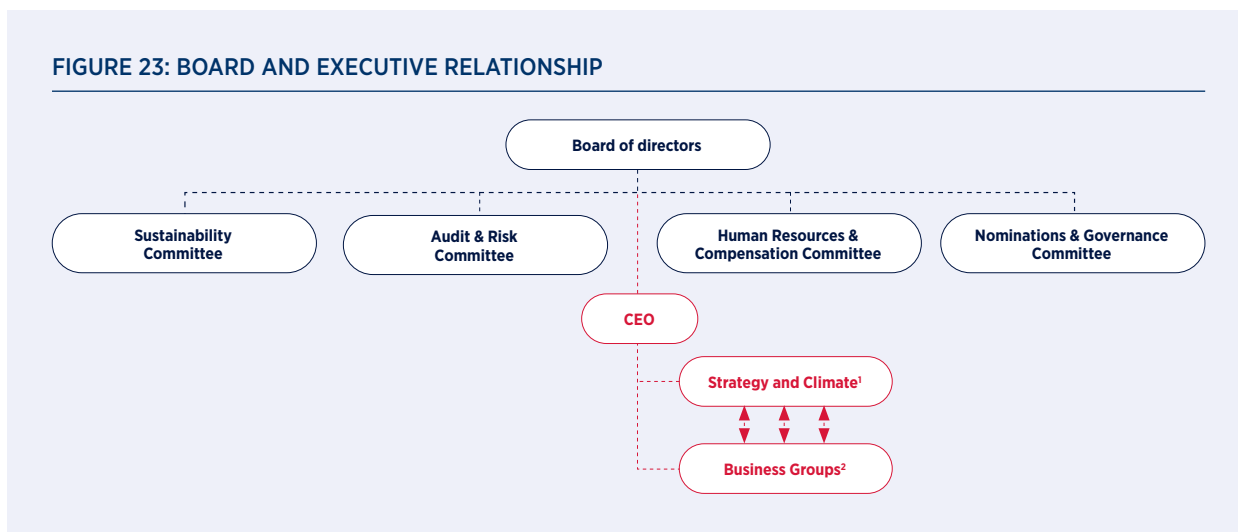 FIGURE 23: BOARD AND EXECUTIVE RELATIONSHIP
Board of directors
Sustainability
Committee
Audit & Risk
Committee
Human Resources &
Compensation Committee
Nominations & Governance
Committee
CEO
Strategy and Climate¹
Business Groups²